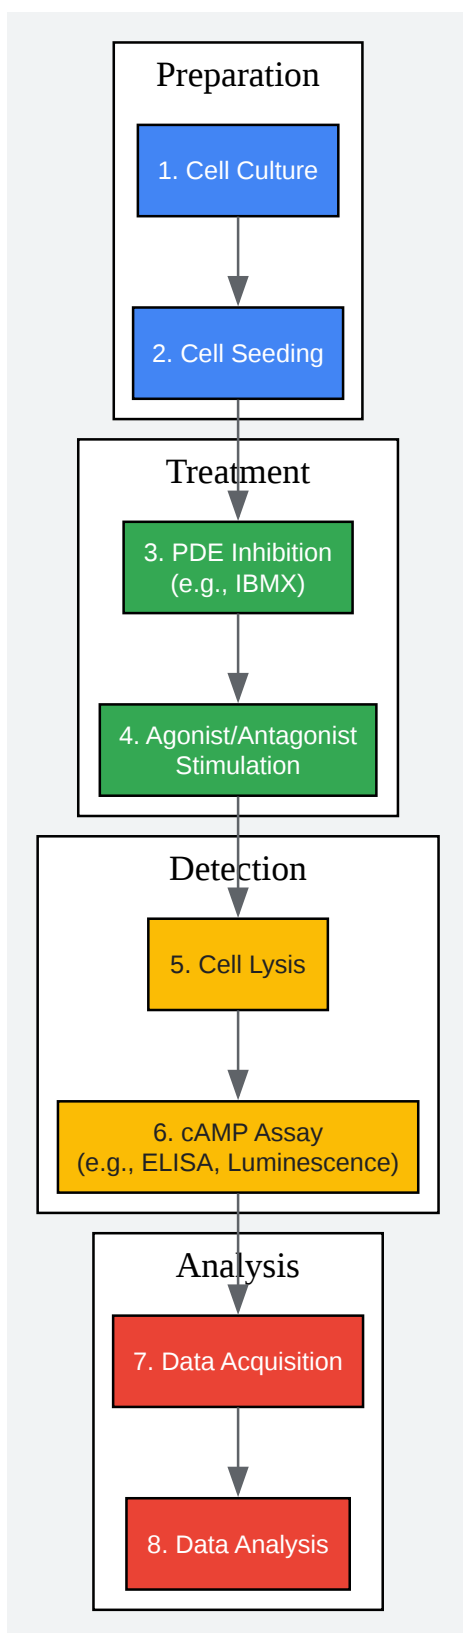 Preparation
1. Cell Culture
2. Cell Seeding
Treatment
3. PDE Inhibition
(e.g., IBMX)
4. Agonist/Antagonist
Stimulation
Detection
5. Cell Lysis
6. cAMP Assay
(e.g., ELISA, Luminescence)
Analysis
7. Data Acquisition
8. Data Analysis